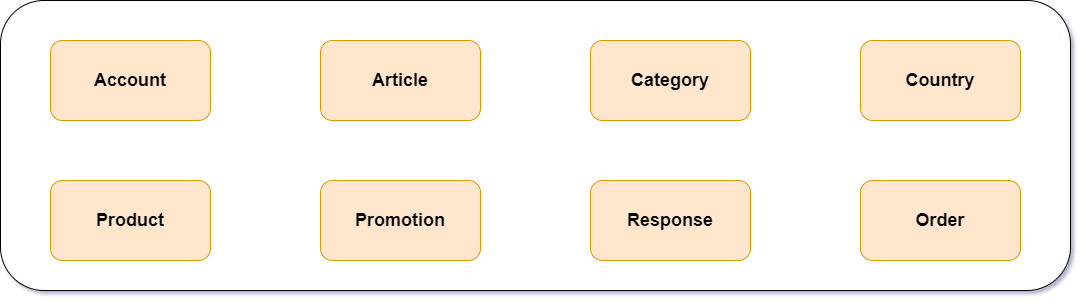 Account
Article
Category
Country
Product
Promotion
Response
Order